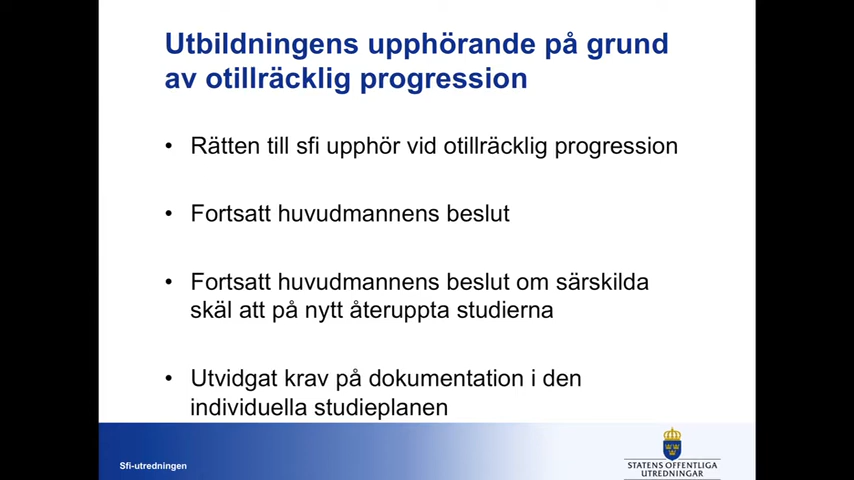 Utbildningens upphörande på grund
av otillräcklig progression
• Rätten till sfi upphör vid otillräcklig progression
• Fortsatt huvudmannens beslut
• Fortsatt huvudmannens beslut om särskilda
skäl att på nytt återuppta studierna
• Utvidgat krav på dokumentation i den
individuella studieplanen
Sfi-utredningen
STATENS OFFENTLIGA
UTREDNINGAR